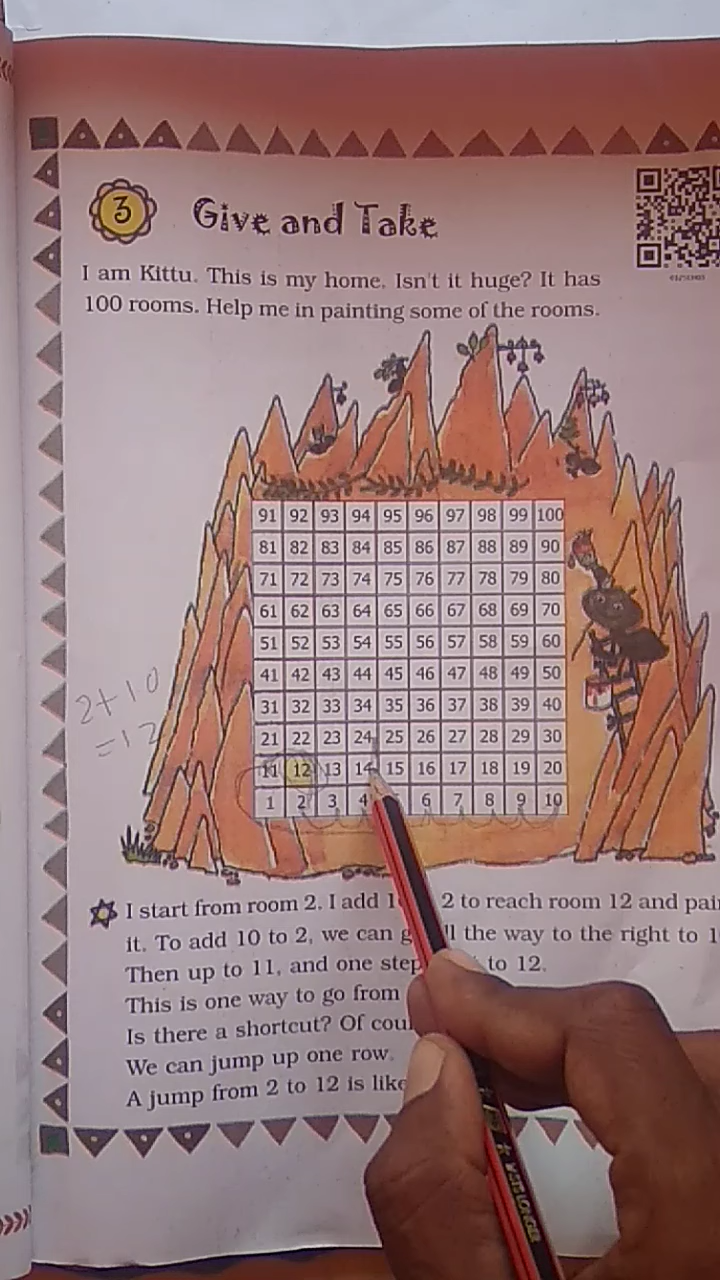 3 Give and Take
I am Kittu. This is my home. Isn't it huge? It has
100 rooms. Help me in painting some of the rooms.
91 92 93 94 95 96 97 98 99 100
81 82 83 84 85 86 87 88 89 90
71 72 73 74 75 76 77 78 79 80
61 62 63 64 65 66 67 68 69 70
51 52 53 54 55 56 57 58 59 60
41 42 43 44 45 46 47 48 49 50
31 32 33 34 35 36 37 38 39 40
21 22 23 24 25 26 27 28 29 30
11 12 13 14 15 16 17 18 19 20
1 2 3 4 6 7 8 9 10
2+10
=12
I start from room 2. I add 2 to reach room 12 and
it. To add 10 to 2, we can the way to the right to
Then up to 11, and one step to 12.
This is one way to go from
Is there a shortcut? Of
We can jump up one row.
A jump from 2 to 12 is like